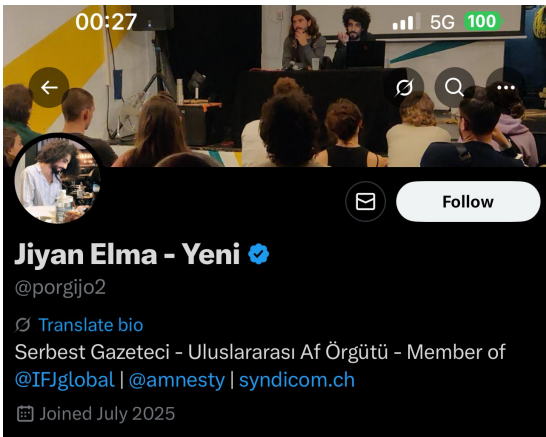 00:27 5G 100
Follow
Jiyan Elma - Yeni
@porgijo2
Translate bio
Serbest Gazeteci - Uluslararası Af Örgütü - Member of
@IFJglobal | @amnesty | syndicom.ch
Joined July 2025